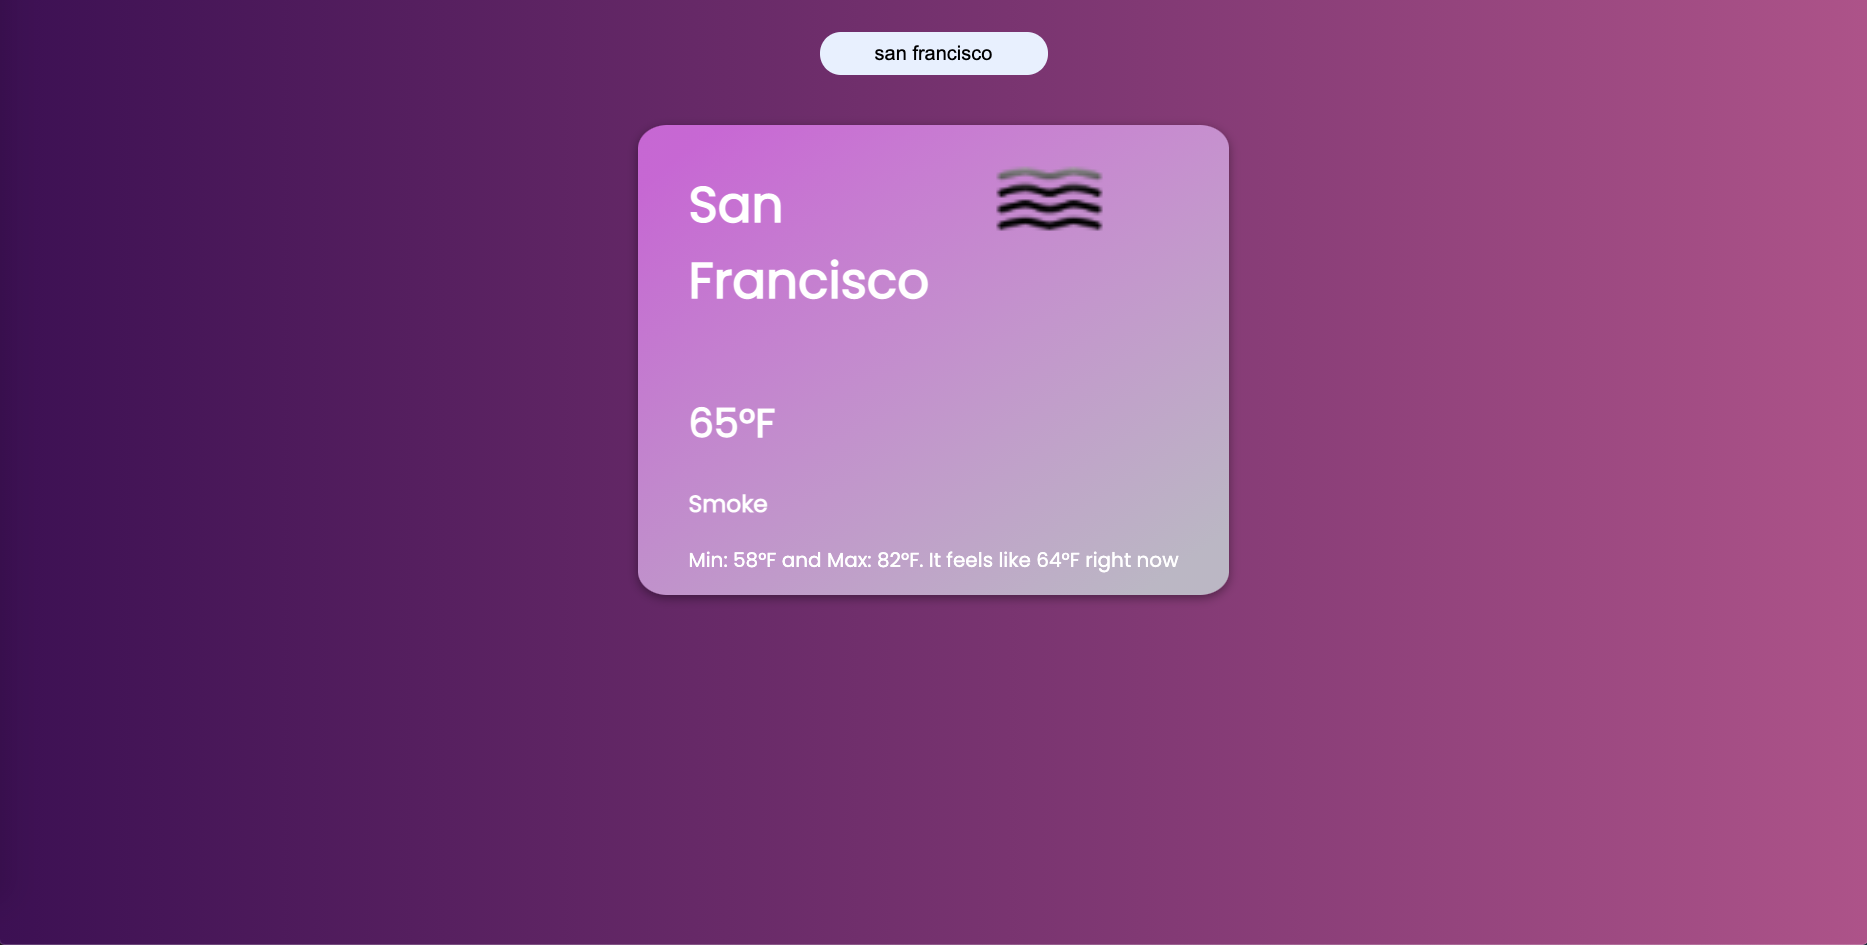 san francisco
San
Francisco
65°F
Smoke
Min: 58°F and Max: 82°F. It feels like 64°F right now